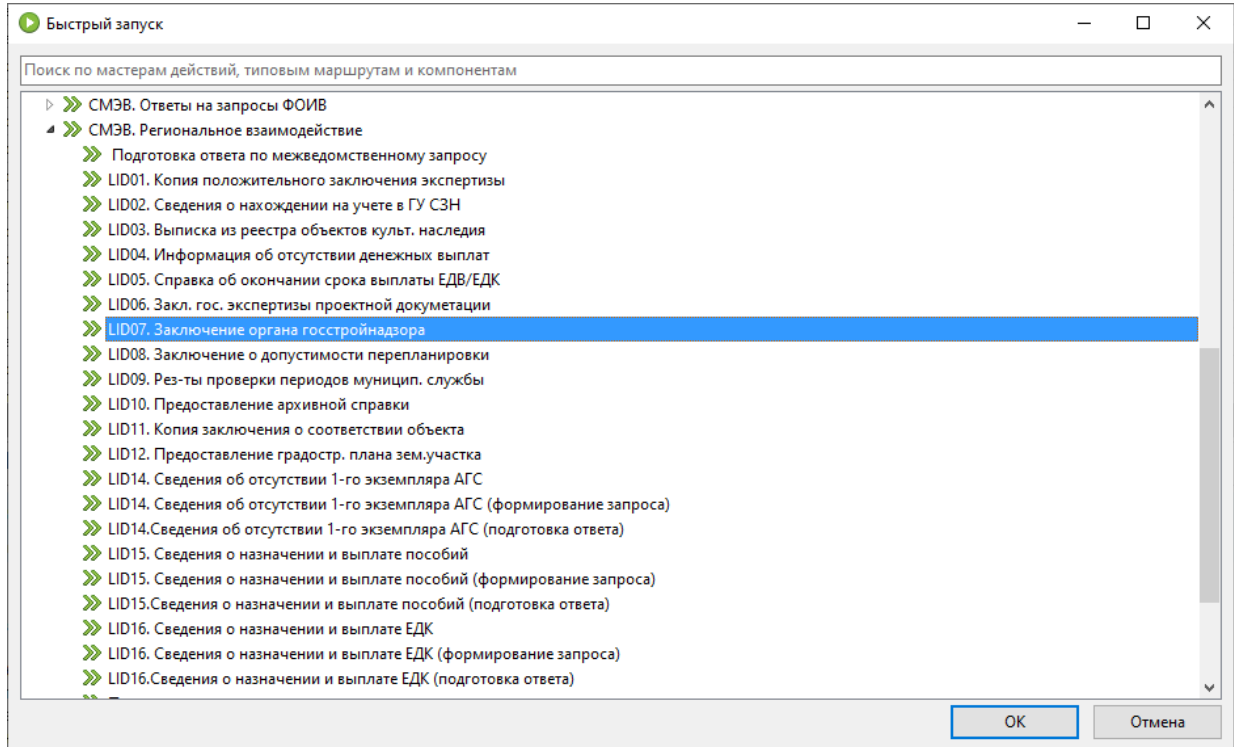 Быстрый запуск
Поиск по мастерам действий, типовым маршрутам и компонентам
СМЭВ. Ответы на запросы ФОИВ
СМЭВ. Региональное взаимодействие
Подготовка ответа по межведомственному запросу
LID01. Копия положительного заключения экспертизы
LID02. Сведения о нахождении на учете в ГУ СЗН
LID03. Выписка из реестра объектов культ. наследия
LID04. Информация об отсутствии денежных выплат
LID05. Справка об окончании срока выплаты ЕДВ/ЕДК
LID06. Закл. гос. экспертизы проектной докуметации
LID07. Заключение органа госстройнадзора
LID08. Заключение о допустимости перепланировки
LID09. Рез-ты проверки периодов муницип. службы
LID10. Предоставление архивной справки
LID11. Копия заключения о соответствии объекта
LID12. Предоставление градостр. плана зем.участка
LID14. Сведения об отсутствии 1-го экземпляра АГС
LID14. Сведения об отсутствии 1-го экземпляра АГС (формирование запроса)
LID14.Сведения об отсутствии 1-го экземпляра АГС (подготовка ответа)
LID15. Сведения о назначении и выплате пособий
LID15. Сведения о назначении и выплате пособий (формирование запроса)
LID15.Сведения о назначении и выплате пособий (подготовка ответа)
LID16. Сведения о назначении и выплате ЕДК
LID16. Сведения о назначении и выплате ЕДК (формирование запроса)
LID16.Сведения о назначении и выплате ЕДК (подготовка ответа)
OK Отмена